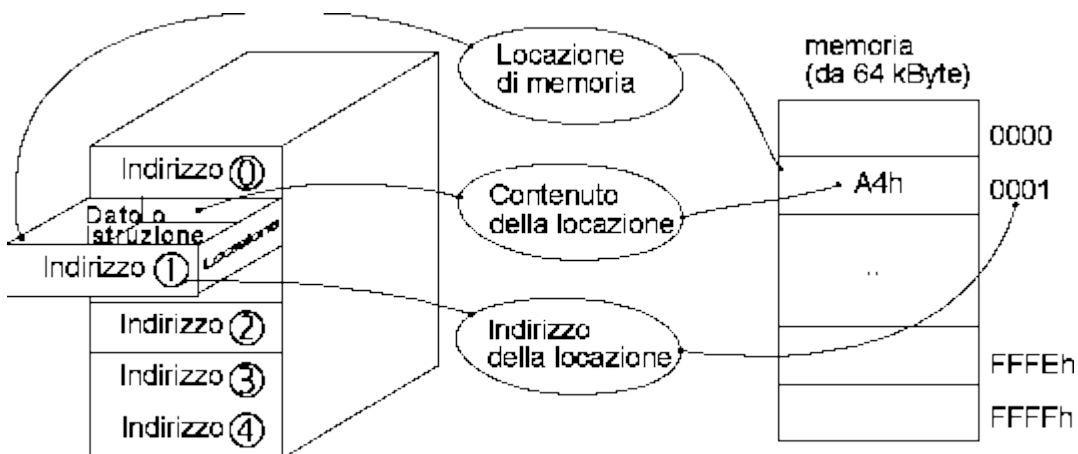 Locazione
di memoria
memoria
(da 64 kByte)
Indirizzo 0
0000
Dato o
Istruzione
Locazione
Contenuto
della locazione
A4h
0001
Indirizzo 1
..
Indirizzo 2
Indirizzo
della locazione
Indirizzo 3
FFFEh
Indirizzo 4
FFFFh